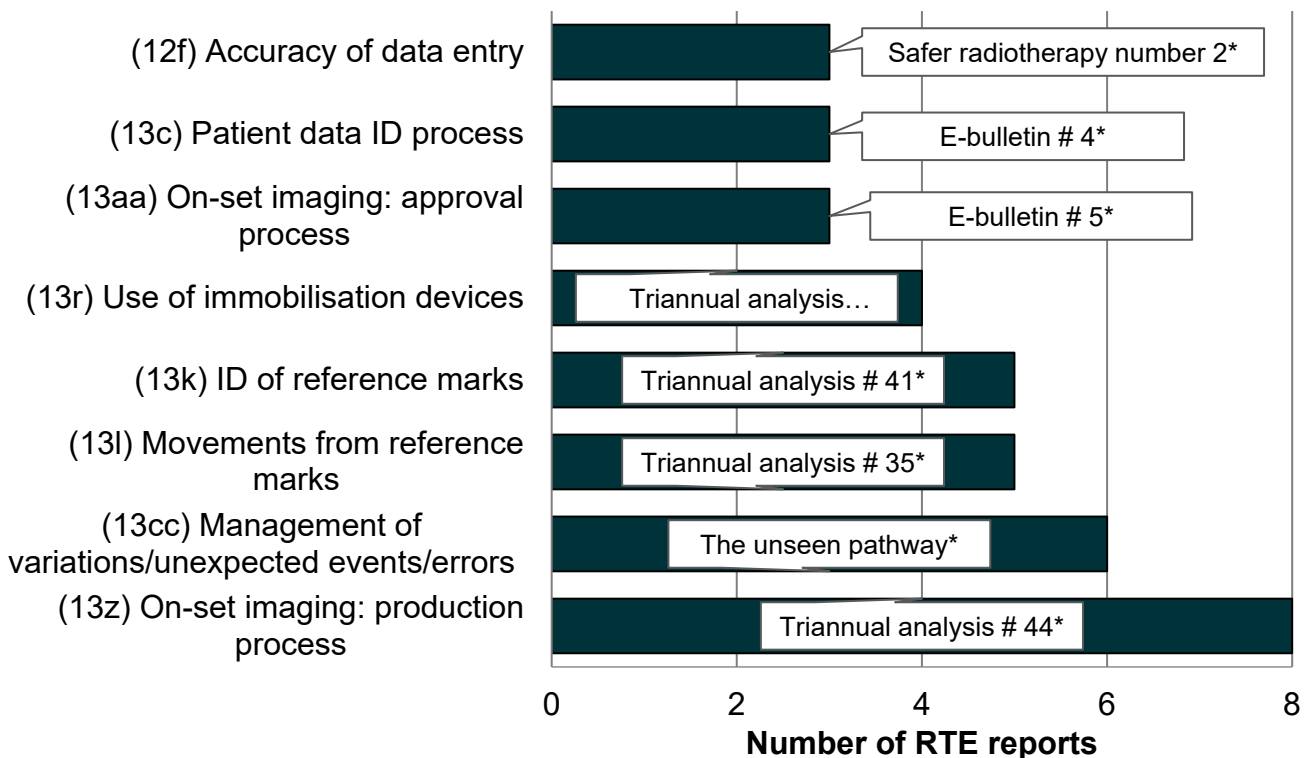 (12f) Accuracy of data entry
Safer radiotherapy number 2*
(13c) Patient data ID process
E-bulletin # 4*
(13aa) On-set imaging: approval
process
E-bulletin # 5*
(13r) Use of immobilisation devices
Triannual analysis…
(13k) ID of reference marks
Triannual analysis # 41*
(13l) Movements from reference
marks
Triannual analysis # 35*
(13cc) Management of
variations/unexpected events/errors
The unseen pathway*
(13z) On-set imaging: production
process
Triannual analysis # 44*
0 2 4 6 8
Number of RTE reports